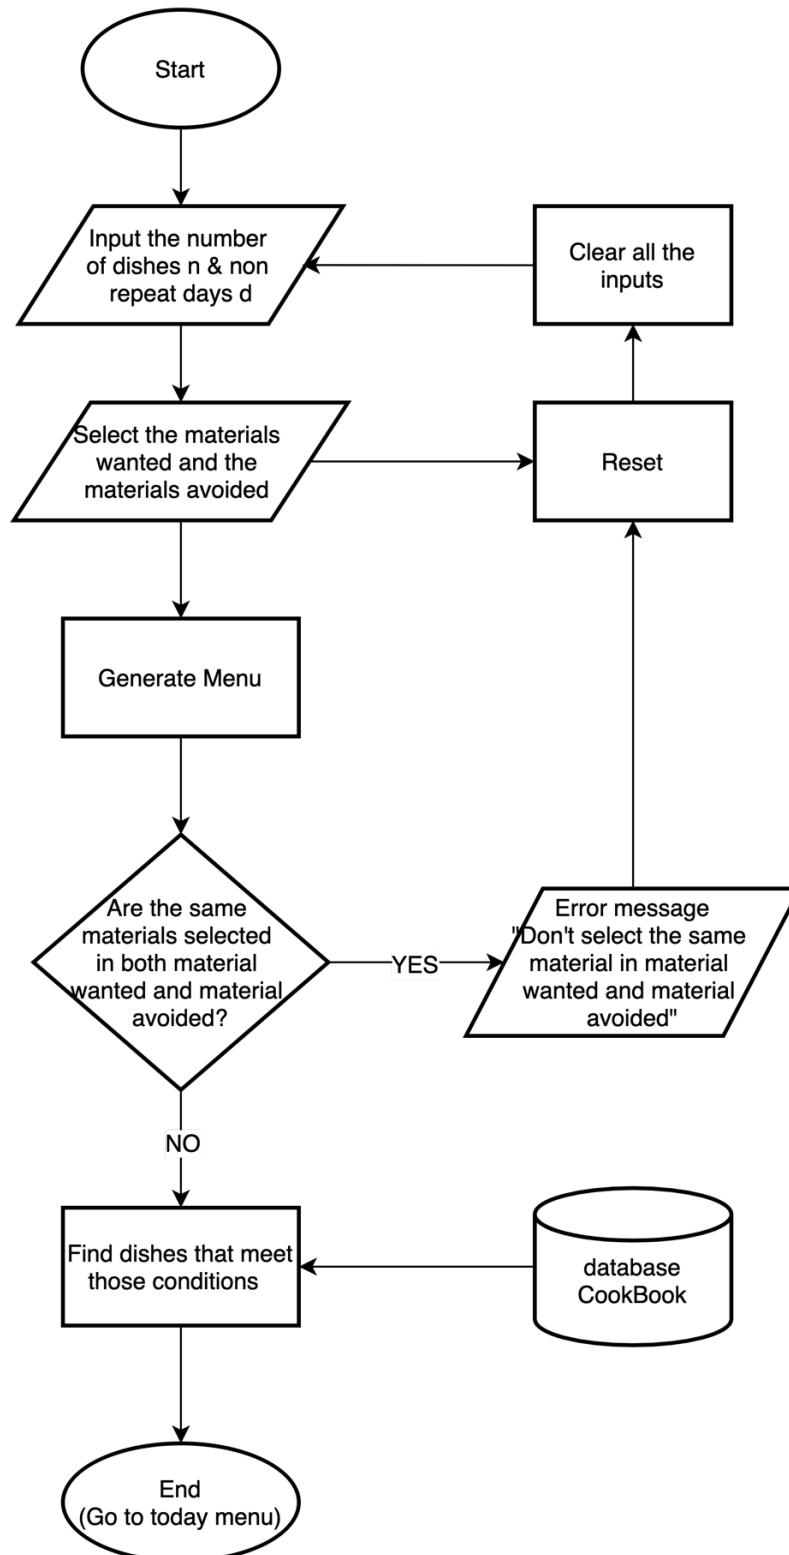 Start
Input the number
of dishes n & non
repeat days d
Clear all the
inputs
Select the materials
wanted and the
materials avoided
Reset
Generate Menu
Are the same
materials selected
in both material
wanted and material
avoided?
YES
Error message
"Don't select the same
material in material
wanted and material
avoided"
NO
Find dishes that meet
those conditions
database
CookBook
End
(Go to today menu)